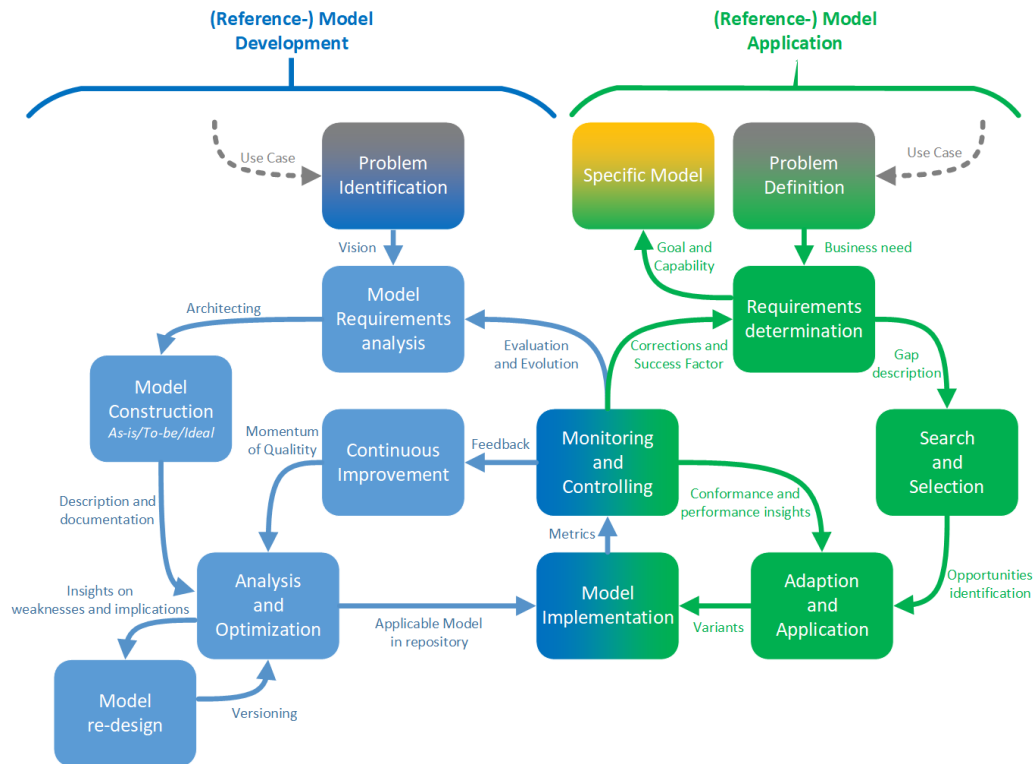 (Reference-) Model
Development
(Reference-) Model
Application
Use Case
Problem
Identification
Specific Model
Problem
Definition
Use Case
Vision
Goal and
Capability
Business need
Model
Requirements
analysis
Requirements
determination
Architecting
Evaluation
and Evolution
Corrections and
Success Factor
Gap
description
Model
Construction
As-is/To-be/Ideal
Momentum
of Qualitity
Continuous
Improvement
Feedback
Monitoring
and
Controlling
Search
and
Selection
Description and
documentation
Conformance and
performance insights
Metrics
Insights on
weaknesses and implications
Analysis
and
Optimization
Applicable Model
in repository
Model
Implementation
Variants
Adaption
and
Application
Opportunities
identification
Model
re-design
Versioning